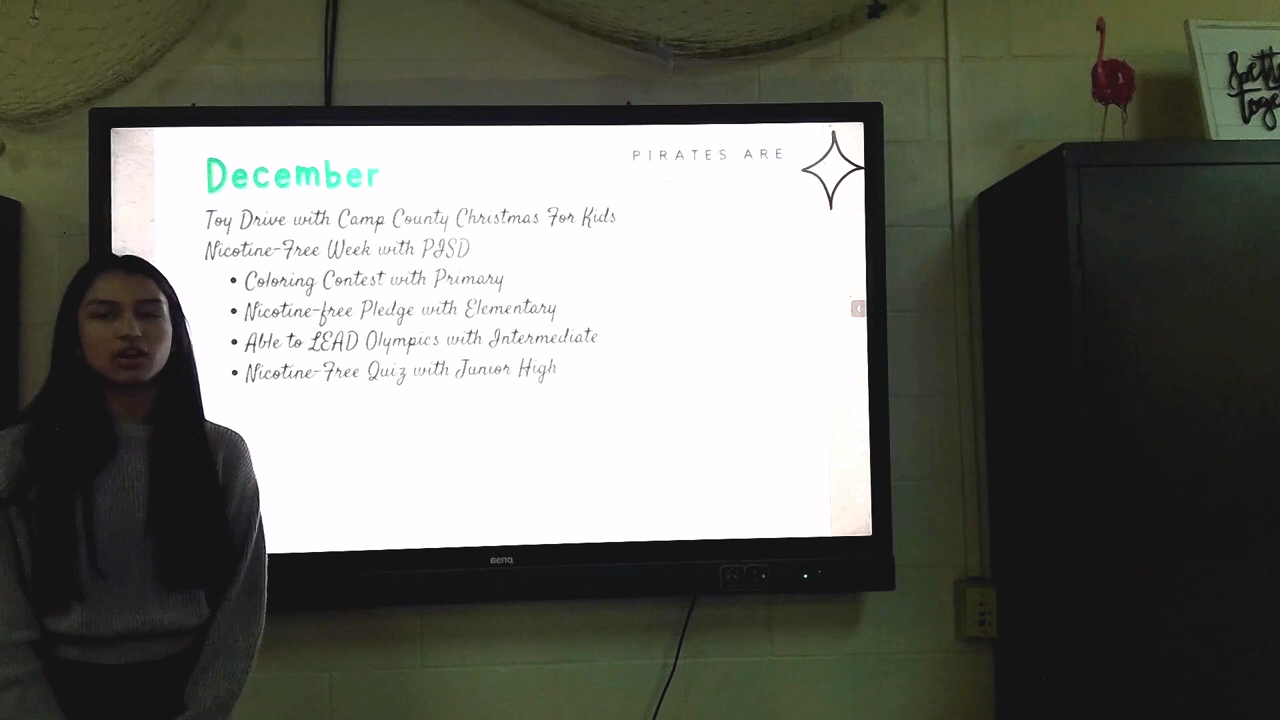 PIRATES ARE
December
Toy Drive with Camp County Christmas For Kids
Nicotine-Free Week with PISD
• Coloring Contest with Primary
• Nicotine-free Pledge with Elementary
• Able to LEAD Olympics with Intermediate
• Nicotine-Free Quiz with Junior High
BenQ